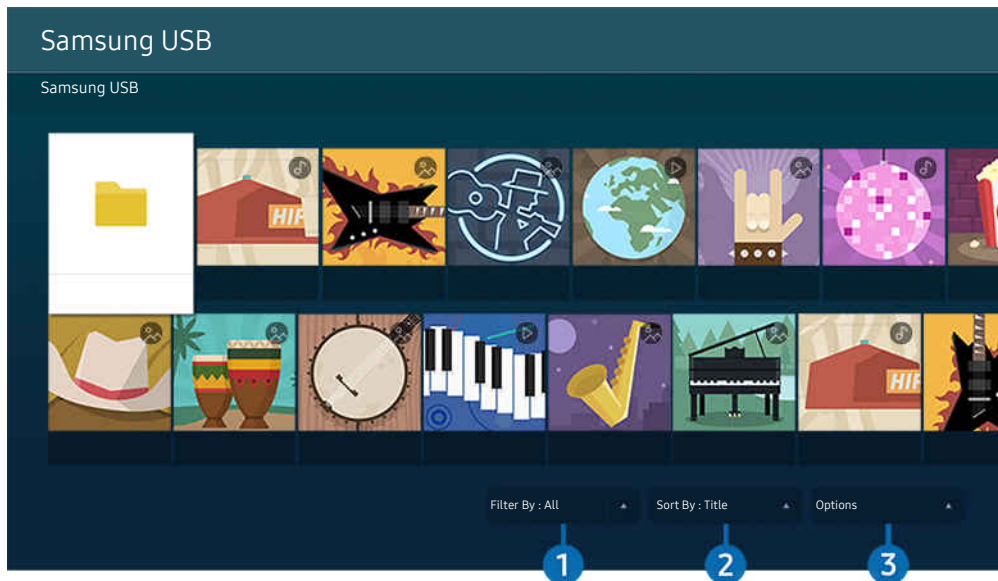 Samsung USB
Samsung USB
HIF
HIF
Filter By : All
Sort By : Title
Options
1
2
3